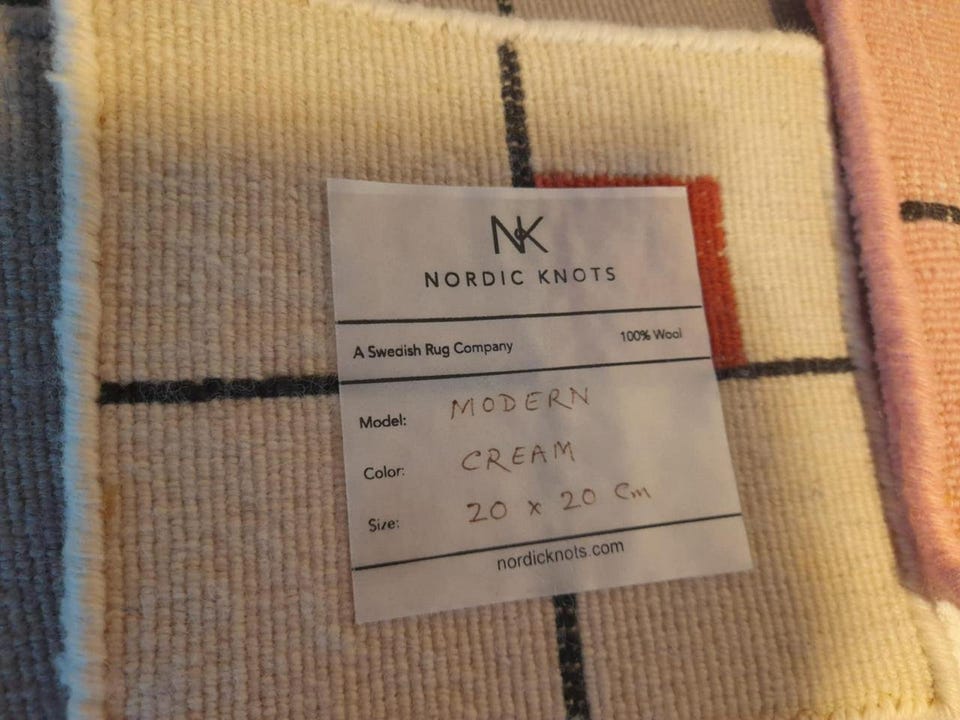 NK
NORDIC KNOTS
A Swedish Rug Company 100% Wool
Model: MODERN
Color: CREAM
Size: 20 x 20 cm
nordicknots.com